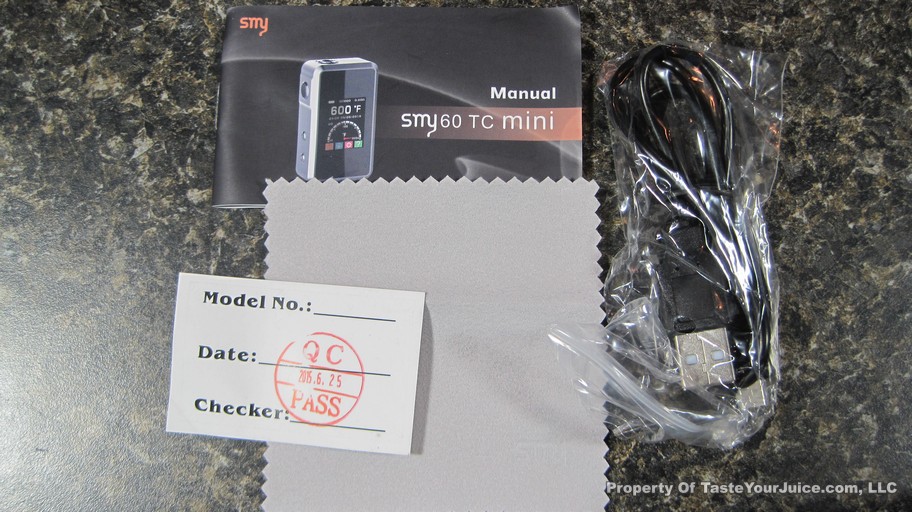 smy
Manual
smy60 TC mini
600°F
Model No.:
Date:
QC
2015.6.25
PASS
Checker:
Property Of TasteYourJuice.com, LLC